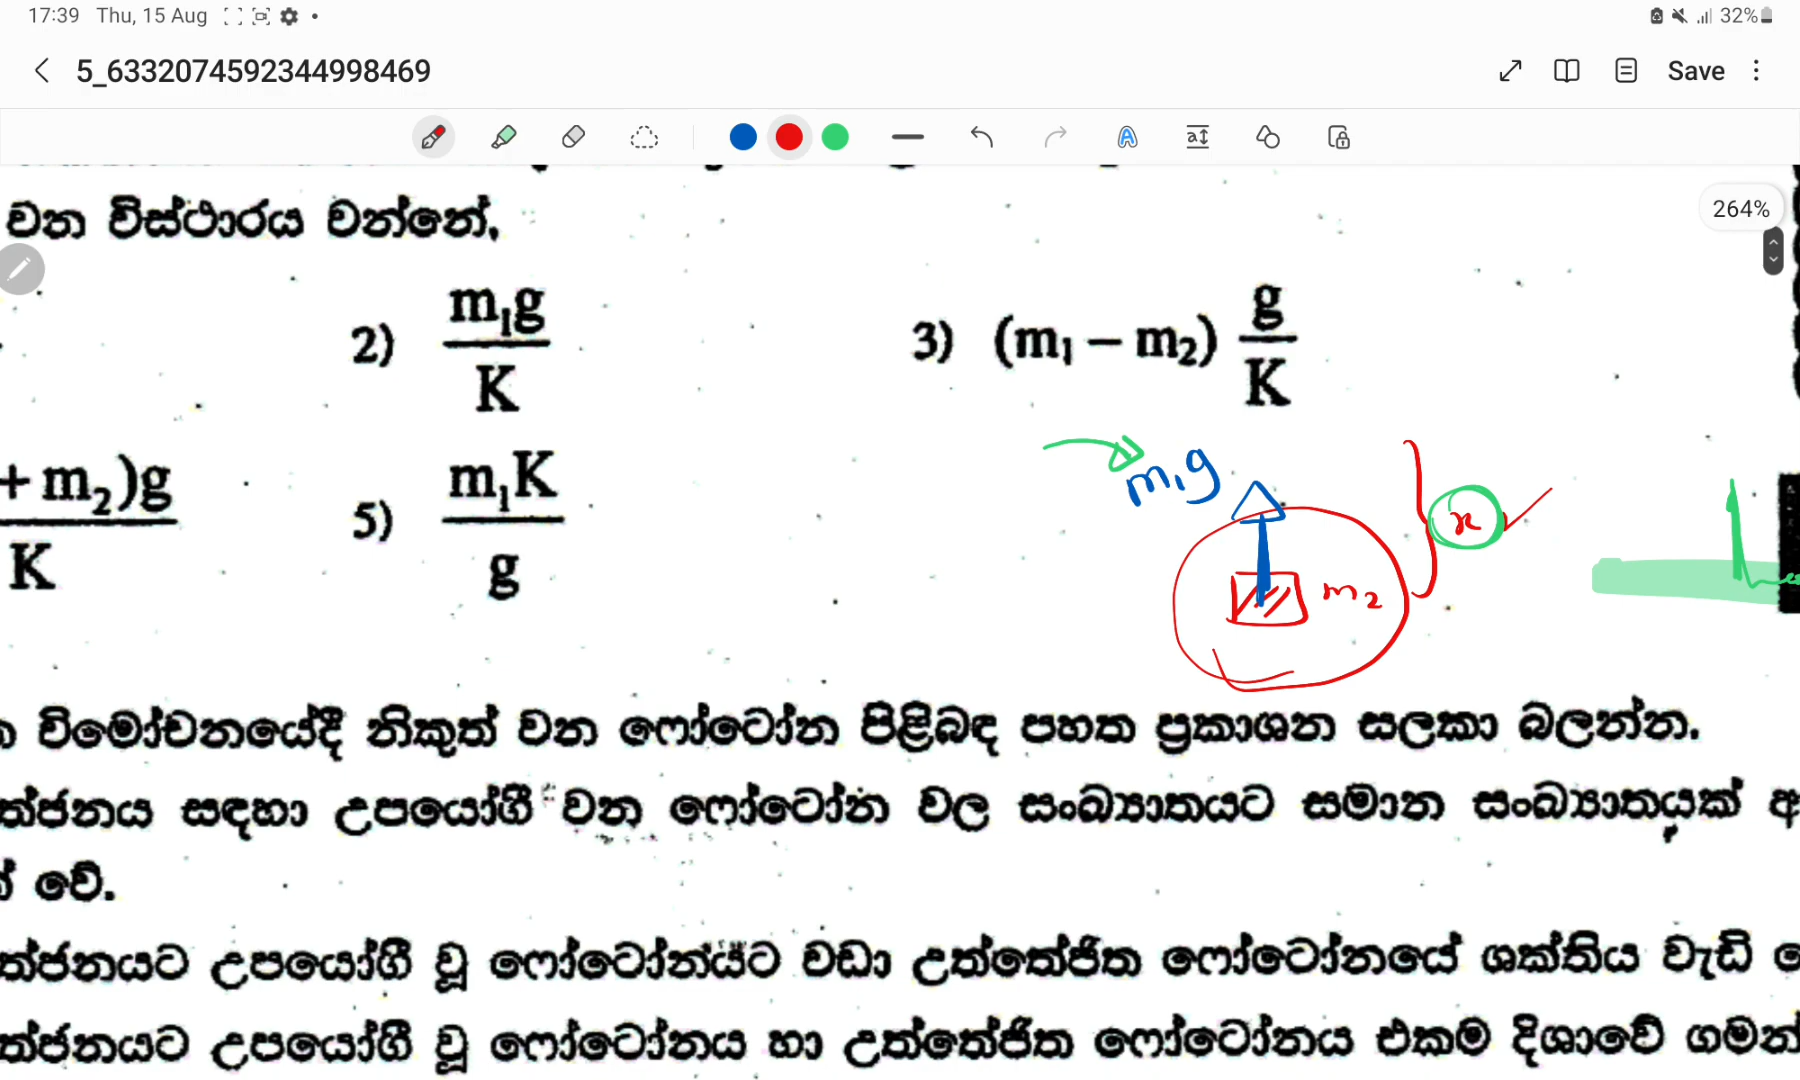 17:39 Thu, 15 Aug 32%
5_6332074592344998469 Save
264%
වන විස්ථාරය වන්නේ,
2) m₁g/K 3) (m₁ – m₂) g/K
+ m₂)g/K 5) m₁K/g
m₁g
x
m₂
විමෝචනයේදී නිකුත් වන ෆෝටෝන පිළිබඳ පහත ප්‍රකාශන සලකා බලන්න.
ත්ජනය සඳහා උපයෝගී වන ෆෝටෝන වල සංඛ්‍යාතයට සමාන සංඛ්‍යාතයක්
වේ.
ත්ජනයට උපයෝගී වූ ෆෝටෝනයට වඩා උත්තේජිත ෆෝටෝනයේ ශක්තිය වැඩි
ත්ජනයට උපයෝගී වූ ෆෝටෝනය හා උත්තේජිත ෆෝටෝනය එකම දිශාවේ ගමන්